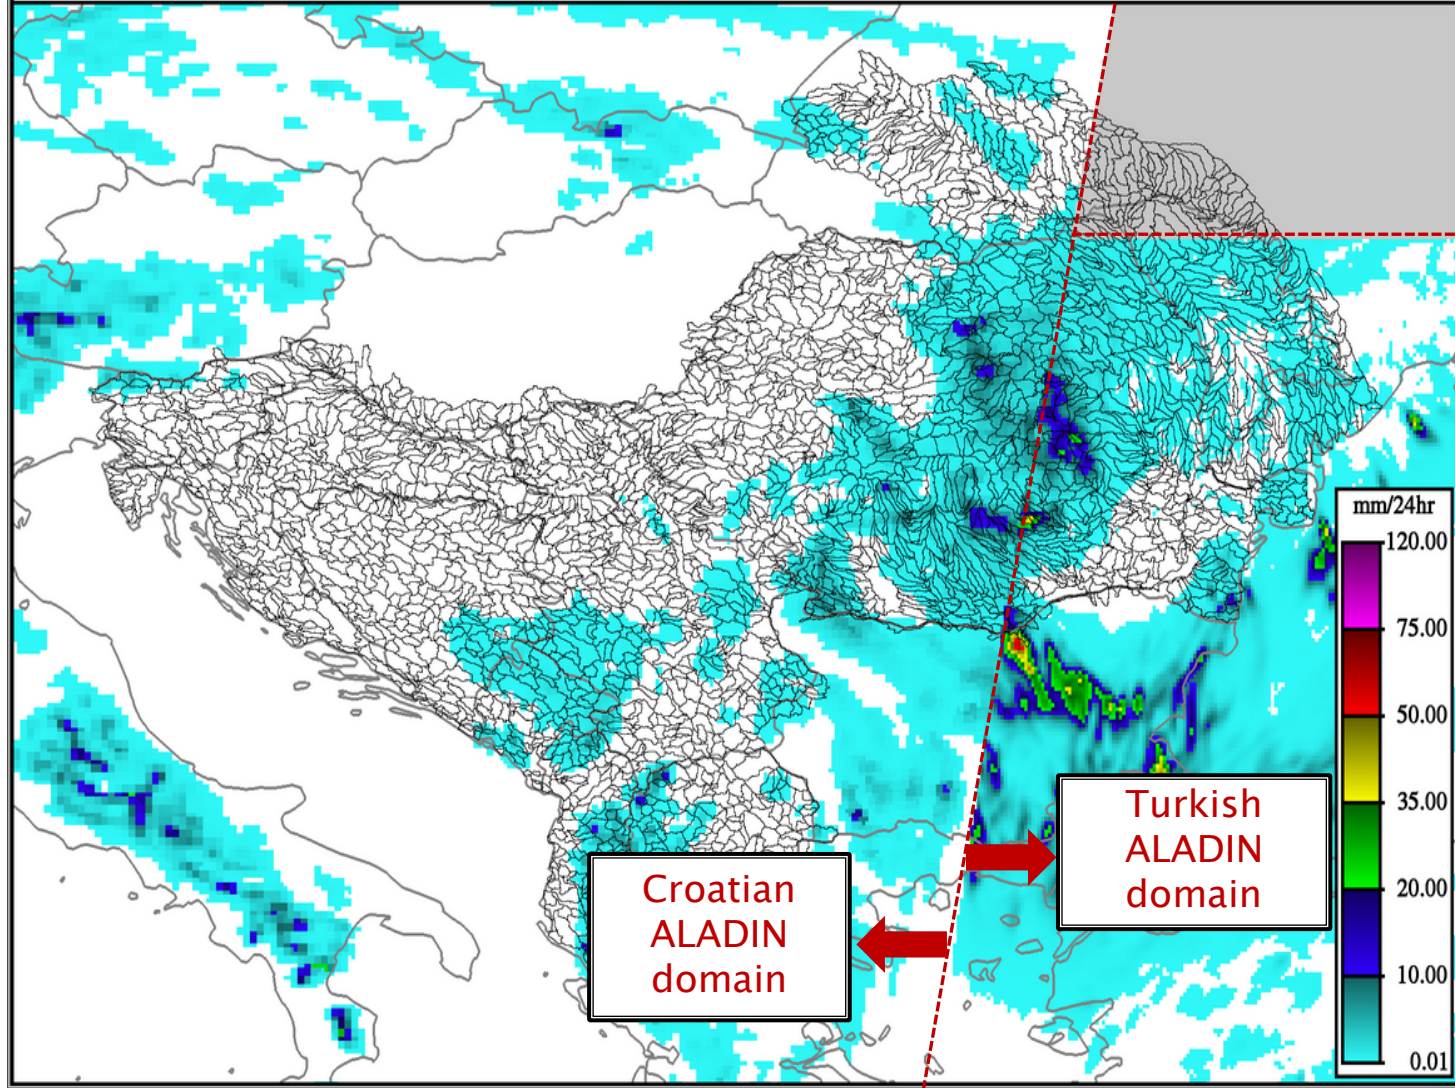 mm/24hr
120.00
75.00
50.00
35.00
20.00
10.00
0.01
Turkish
ALADIN
domain
Croatian
ALADIN
domain